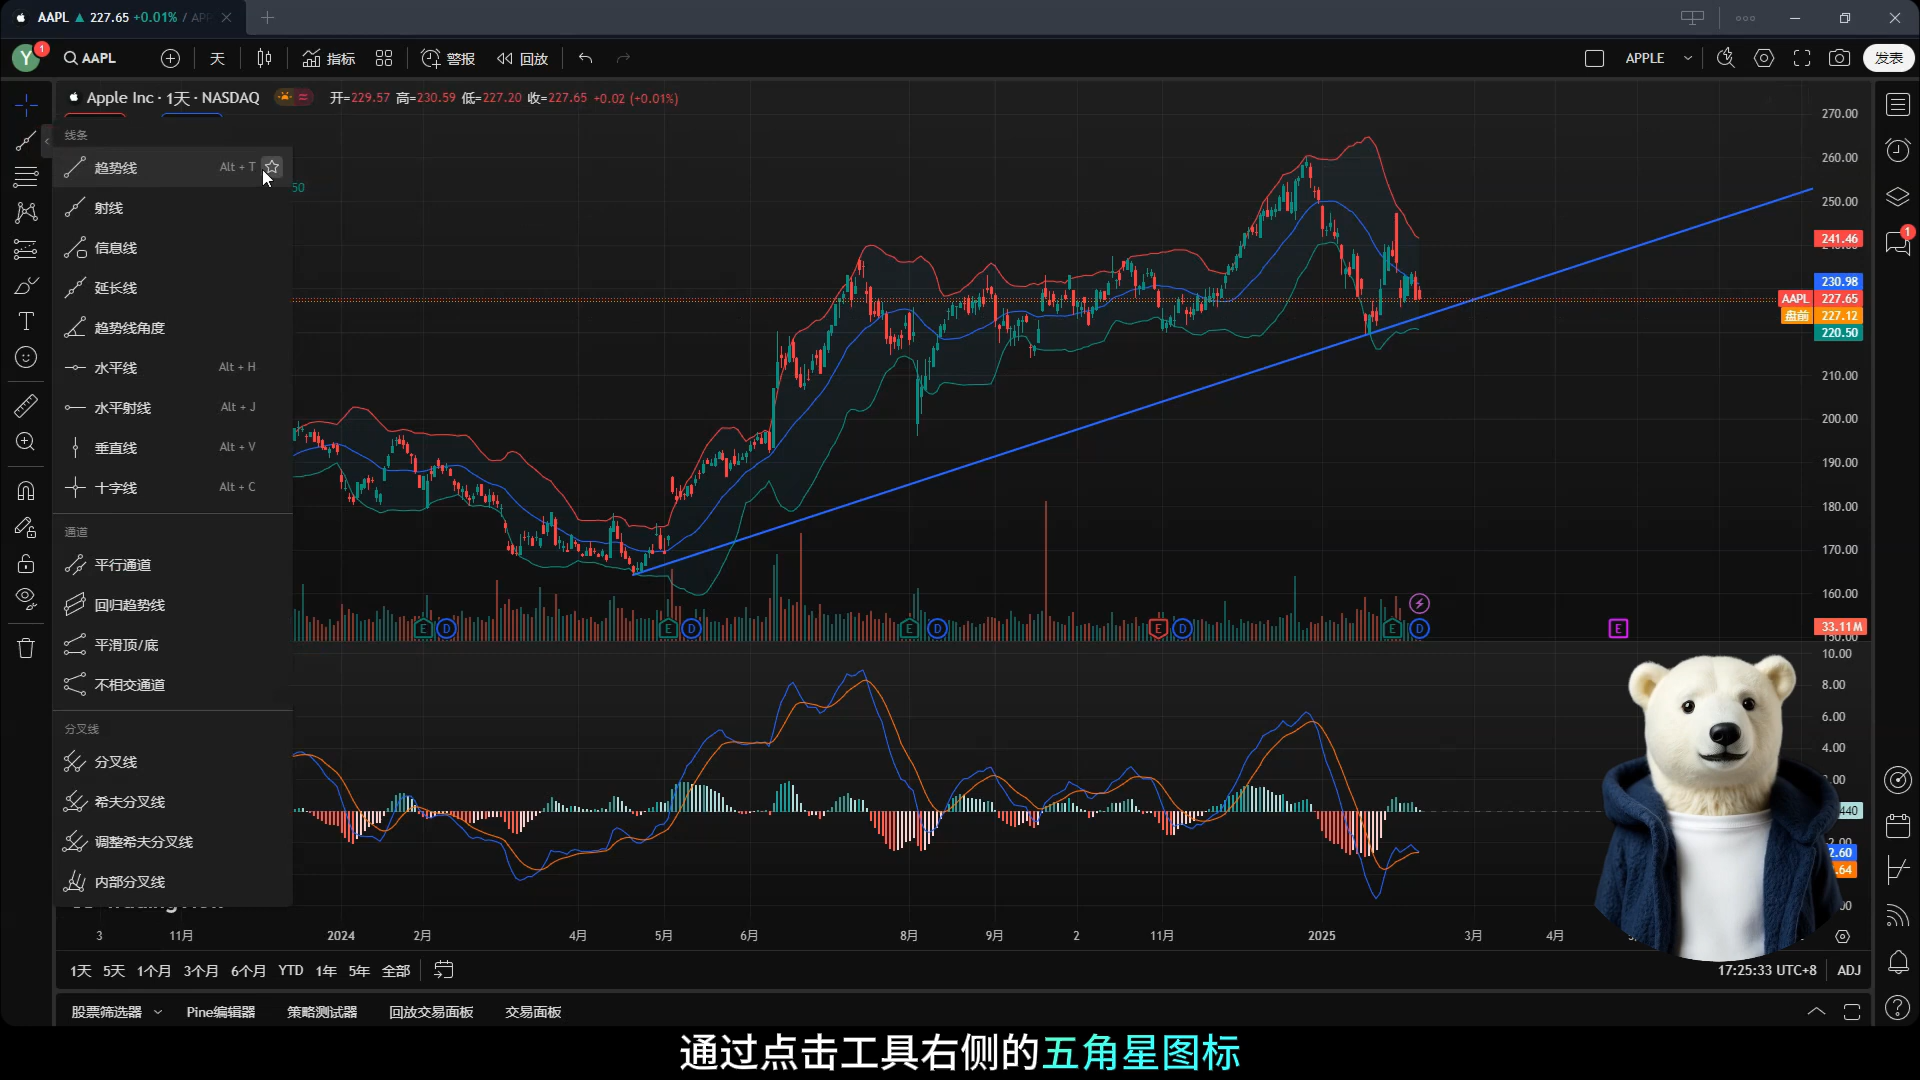 AAPL ▲ 227.65 +0.01% / APP
Y 1 AAPL 天 指标 警报 回放 APPLE 发表
Apple Inc · 1天 · NASDAQ 开=229.57 高=230.59 低=227.20 收=227.65 +0.02 (+0.01%)
线条
趋势线 Alt + T
50
射线
信息线
延长线
趋势线角度
水平线 Alt + H
水平射线 Alt + J
垂直线 Alt + V
十字线 Alt + C
通道
平行通道
回归趋势线
平滑顶/底
不相交通道
分叉线
分叉线
希夫分叉线
调整希夫分叉线
内部分叉线
270.00
260.00
250.00
241.46
1
230.98
AAPL 227.65
盘前 227.12
220.50
210.00
200.00
190.00
180.00
170.00
160.00
E D E D E D E D E D E
33.11M
150.00
10.00
8.00
6.00
4.00
440
2.60
.64
3 11月 2024 2月 4月 5月 6月 8月 9月 2 11月 2025 3月 4月
1天 5天 1个月 3个月 6个月 YTD 1年 5年 全部 17:25:33 UTC+8 ADJ
股票筛选器 Pine编辑器 策略测试器 回放交易面板 交易面板
通过点击工具右侧的五角星图标